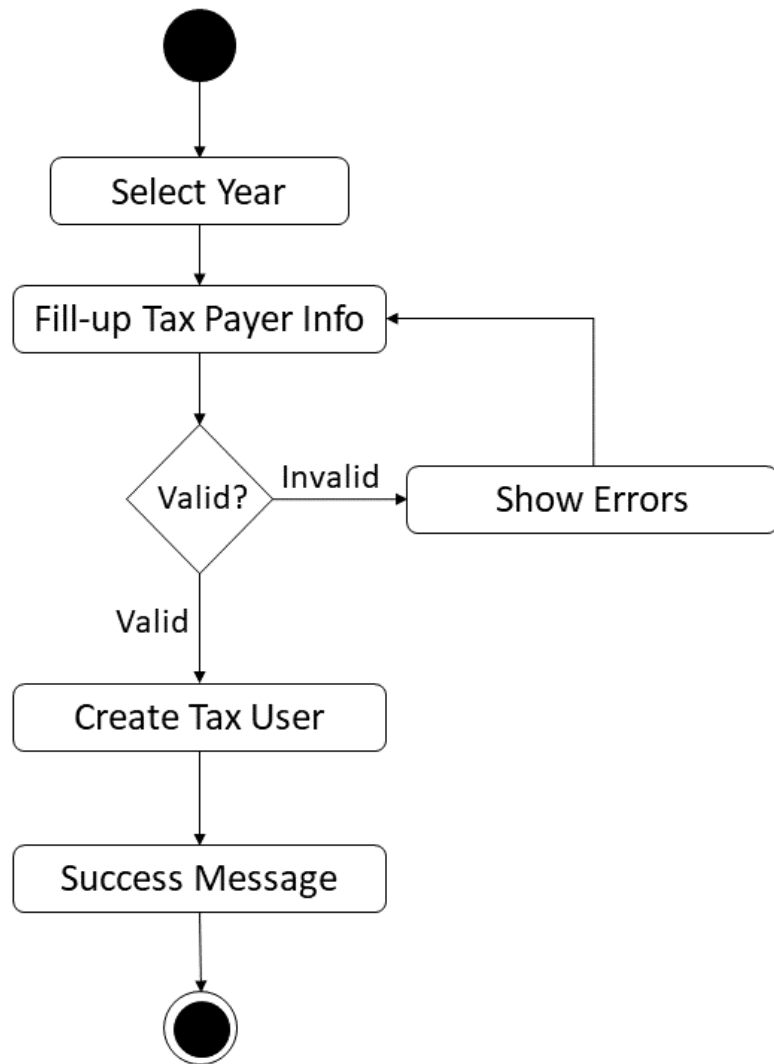 Select Year
Fill-up Tax Payer Info
Valid?
Invalid
Show Errors
Valid
Create Tax User
Success Message